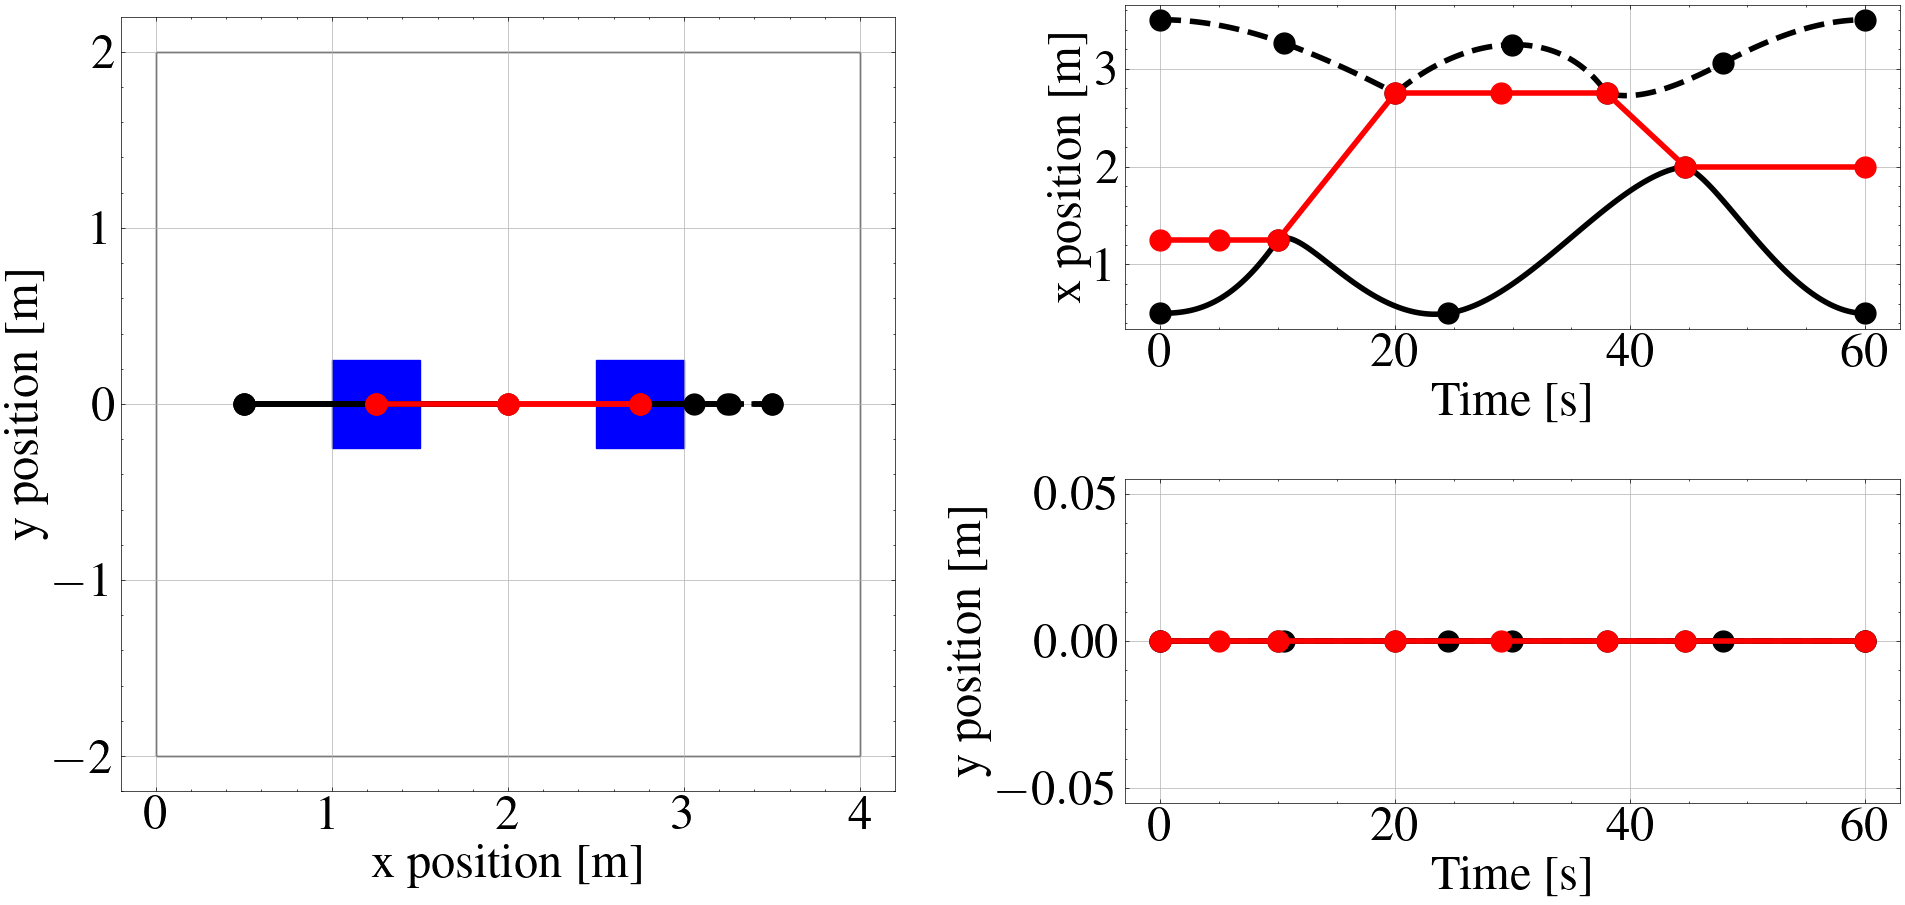 2
1
0
−1
−2
y position [m]
0 1 2 3 4
x position [m]
3
2
1
x position [m]
0 20 40 60
Time [s]
0.05
0.00
−0.05
y position [m]
0 20 40 60
Time [s]